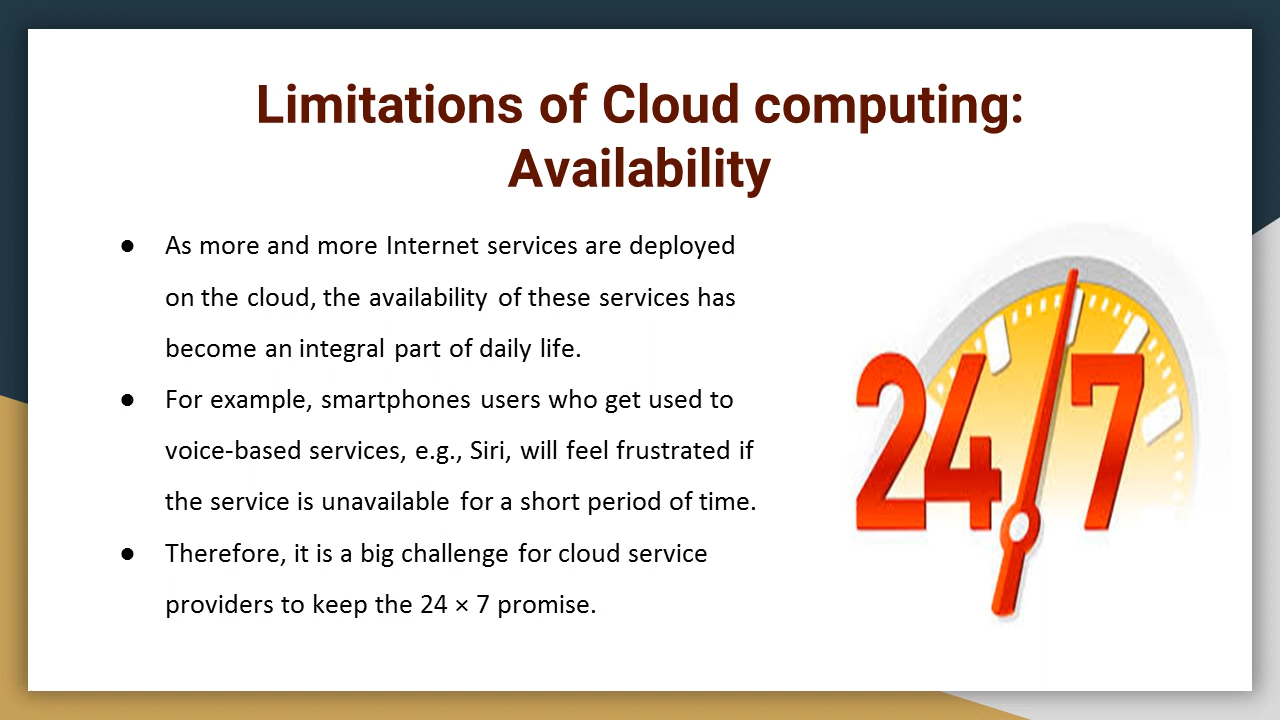 Limitations of Cloud computing:
Availability
● As more and more Internet services are deployed
on the cloud, the availability of these services has
become an integral part of daily life.
● For example, smartphones users who get used to
voice-based services, e.g., Siri, will feel frustrated if
the service is unavailable for a short period of time.
● Therefore, it is a big challenge for cloud service
providers to keep the 24 × 7 promise.
24/7